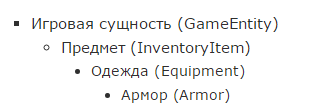 Игровая сущность (GameEntity)
Предмет (InventoryItem)
Одежда (Equipment)
Армор (Armor)